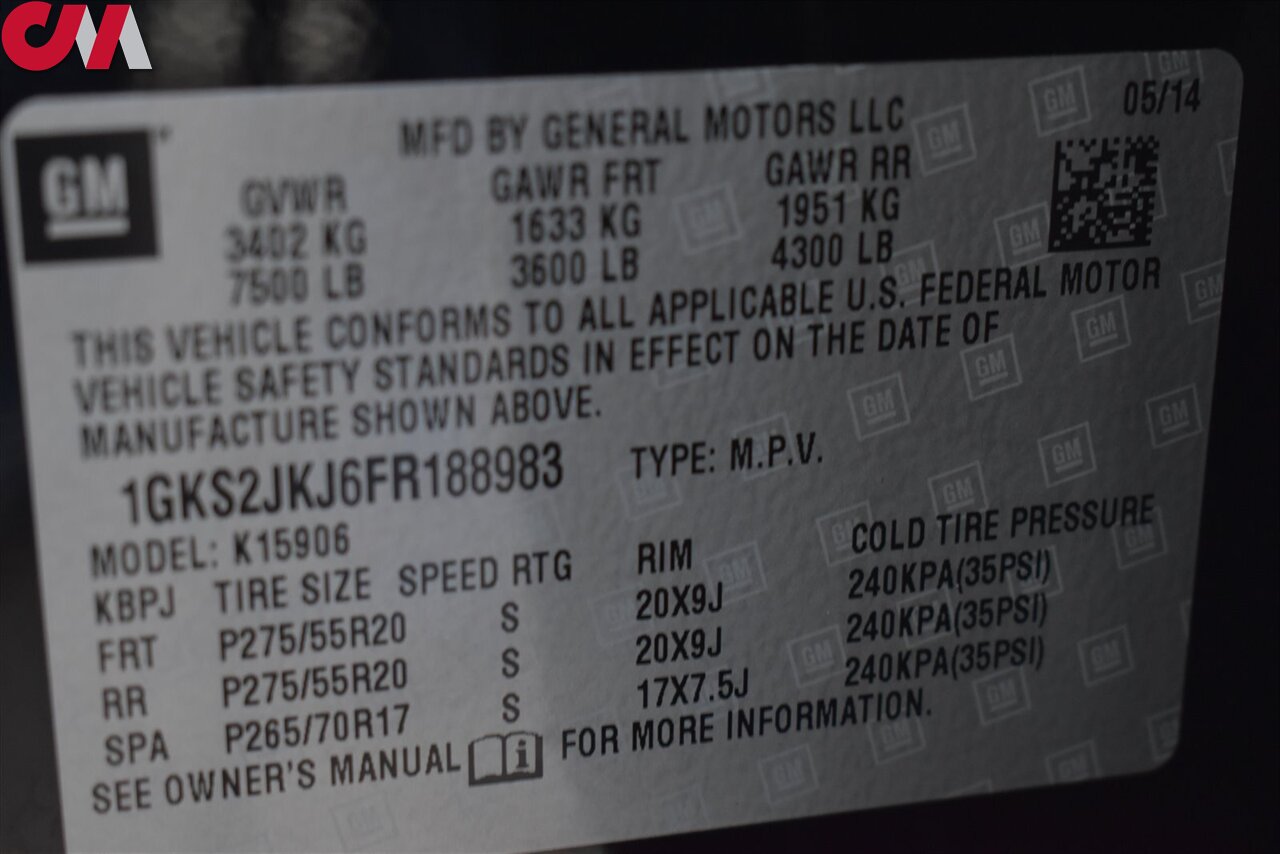 CM
05/14
GM
MFD BY GENERAL MOTORS LLC
GVWR GAWR FRT GAWR RR
3402 KG 1633 KG 1951 KG
7500 LB 3600 LB 4300 LB
THIS VEHICLE CONFORMS TO ALL APPLICABLE U.S. FEDERAL MOTOR
VEHICLE SAFETY STANDARDS IN EFFECT ON THE DATE OF
MANUFACTURE SHOWN ABOVE.
1GKS2JKJ6FR188983 TYPE: M.P.V.
MODEL: K15906
KBPJ TIRE SIZE SPEED RTG RIM COLD TIRE PRESSURE
FRT P275/55R20 S 20X9J 240KPA(35PSI)
RR P275/55R20 S 20X9J 240KPA(35PSI)
SPA P265/70R17 S 17X7.5J 240KPA(35PSI)
SEE OWNER'S MANUAL i FOR MORE INFORMATION.